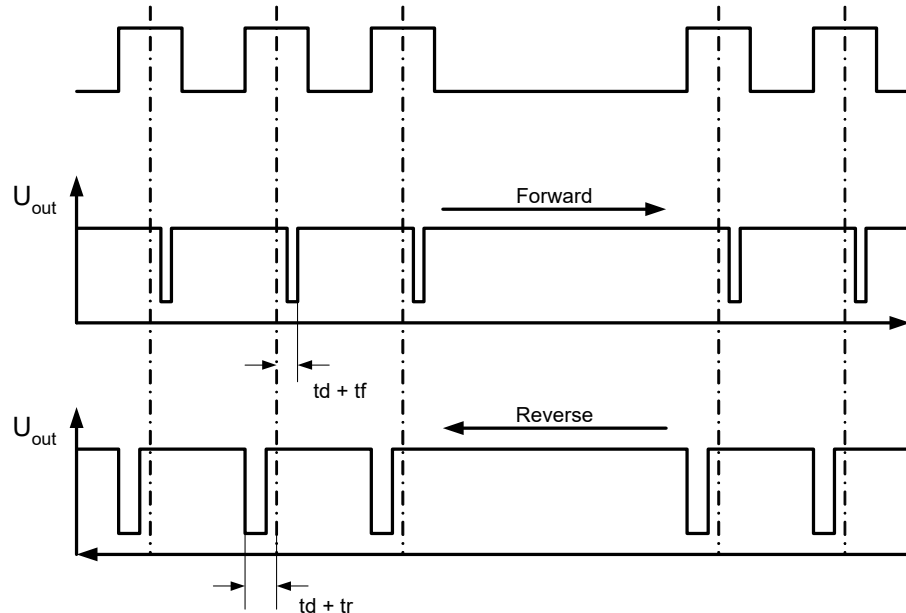 U_out
Forward
td + tf
U_out
Reverse
td + tr